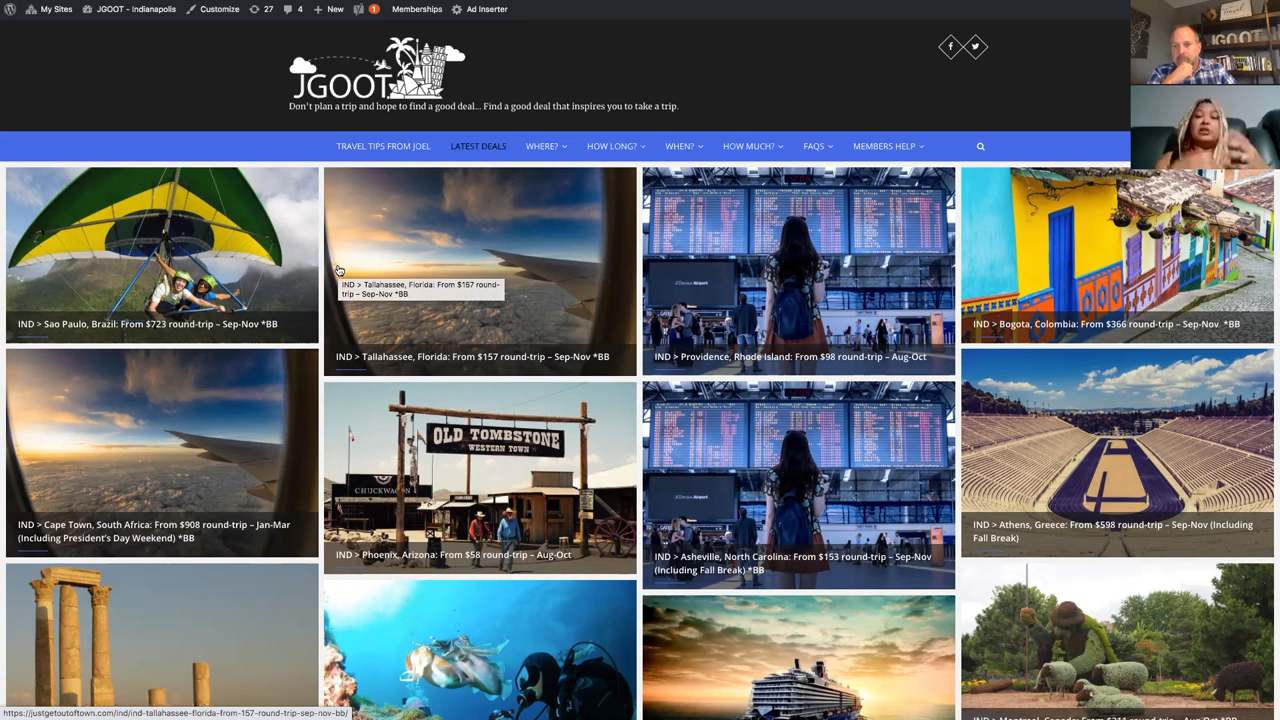 My Sites
JGOOT - Indianapolis
Customize
27
4
New
1
Memberships
Ad Inserter
JGOOT
JGOOT
Don't plan a trip and hope to find a good deal... Find a good deal that inspires you to take a trip.
TRAVEL TIPS FROM JOEL
LATEST DEALS
WHERE?
HOW LONG?
WHEN?
HOW MUCH?
FAQS
MEMBERS HELP
IND > Sao Paulo, Brazil: From $723 round-trip – Sep-Nov *BB
IND > Tallahassee, Florida: From $157 round-
trip – Sep-Nov *BB
IND > Tallahassee, Florida: From $157 round-trip – Sep-Nov *BB
IND > Providence, Rhode Island: From $98 round-trip – Aug-Oct
IND > Bogota, Colombia: From $366 round-trip – Sep-Nov *BB
IND > Cape Town, South Africa: From $908 round-trip – Jan-Mar
(Including President's Day Weekend) *BB
OLD TOMBSTONE
WESTERN TOWN
CHUCKWAGON
IND > Phoenix, Arizona: From $58 round-trip – Aug-Oct
IND > Asheville, North Carolina: From $153 round-trip – Sep-Nov
(Including Fall Break) *BB
IND > Athens, Greece: From $598 round-trip – Sep-Nov (Including
Fall Break)
https://justgetoutoftown.com/ind/ind-tallahassee-florida-from-157-round-trip-sep-nov-bb/